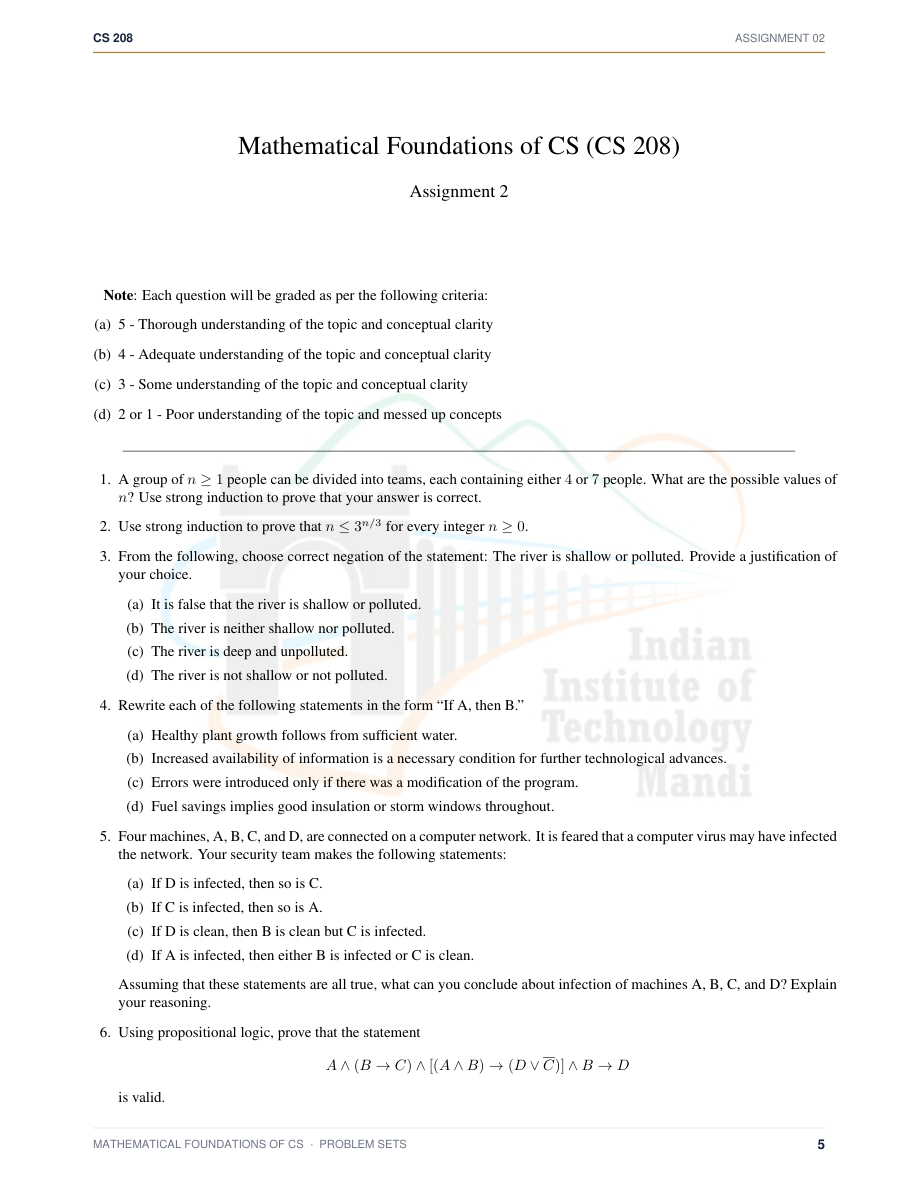 CS 208
ASSIGNMENT 02
Mathematical Foundations of CS (CS 208)
Assignment 2
Note: Each question will be graded as per the following criteria:
(a) 5 - Thorough understanding of the topic and conceptual clarity
(b) 4 - Adequate understanding of the topic and conceptual clarity
(c) 3 - Some understanding of the topic and conceptual clarity
(d) 2 or 1 - Poor understanding of the topic and messed up concepts
1. A group of n ≥ 1 people can be divided into teams, each containing either 4 or 7 people. What are the possible values of
n? Use strong induction to prove that your answer is correct.
2. Use strong induction to prove that n ≤ 3^{n/3} for every integer n ≥ 0.
3. From the following, choose correct negation of the statement: The river is shallow or polluted. Provide a justification of
your choice.
(a) It is false that the river is shallow or polluted.
(b) The river is neither shallow nor polluted.
(c) The river is deep and unpolluted.
(d) The river is not shallow or not polluted.
4. Rewrite each of the following statements in the form “If A, then B.”
(a) Healthy plant growth follows from sufficient water.
(b) Increased availability of information is a necessary condition for further technological advances.
(c) Errors were introduced only if there was a modification of the program.
(d) Fuel savings implies good insulation or storm windows throughout.
5. Four machines, A, B, C, and D, are connected on a computer network. It is feared that a computer virus may have infected
the network. Your security team makes the following statements:
(a) If D is infected, then so is C.
(b) If C is infected, then so is A.
(c) If D is clean, then B is clean but C is infected.
(d) If A is infected, then either B is infected or C is clean.
Assuming that these statements are all true, what can you conclude about infection of machines A, B, C, and D? Explain
your reasoning.
6. Using propositional logic, prove that the statement
A ∧ (B → C) ∧ [(A ∧ B) → (D ∨ C̅)] ∧ B → D
is valid.
Indian
Institute of
Technology
Mandi
MATHEMATICAL FOUNDATIONS OF CS · PROBLEM SETS
5